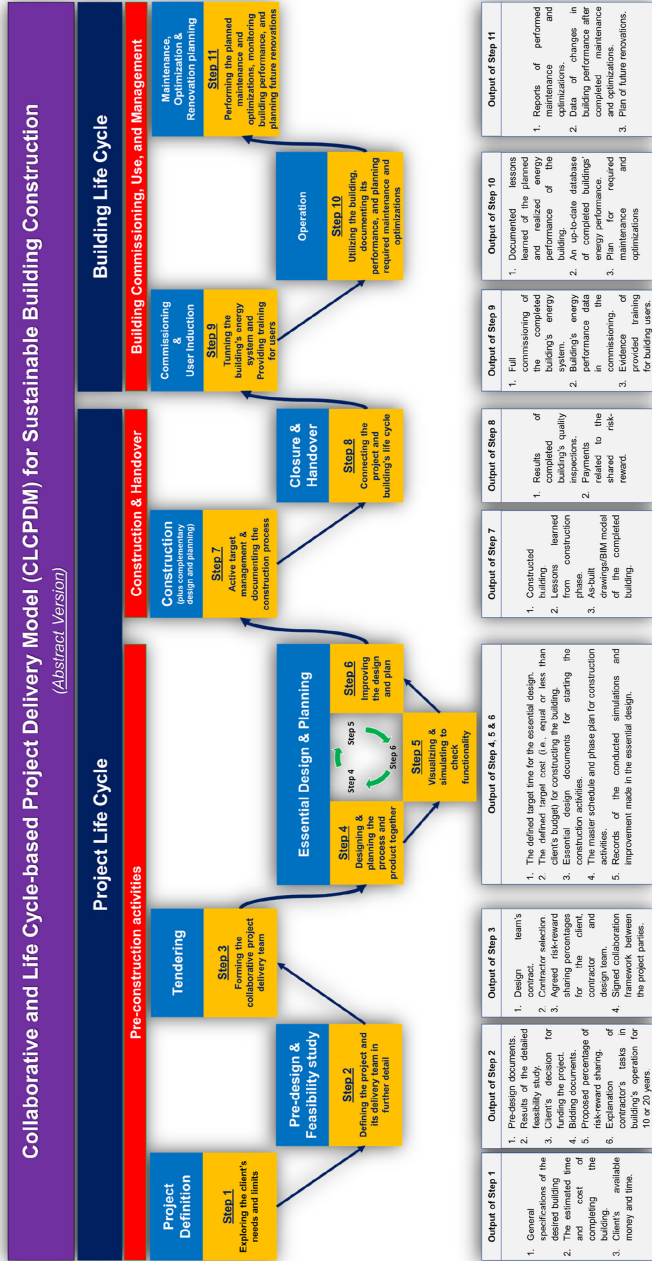 Collaborative and Life Cycle-based Project Delivery Model (CLCPDM) for Sustainable Building Construction
(Abstract Version)
Project Life Cycle
Building Life Cycle
Pre-construction activities
Construction & Handover
Building Commissioning, Use, and Management
Project
Definition
Step 1
Exploring the client's
needs and limits
Pre-design &
Feasibility study
Step 2
Defining the project and
its delivery team in
further detail
Tendering
Step 3
Forming the
collaborative project
delivery team
Essential Design & Planning
Step 4
Designing &
planning the
process and
product together
Step 4
Step 5
Step 6
Step 5
Visualizing &
simulating to
check
functionality
Step 6
Improving
the design
and plan
Construction
(plus complementary
design and planning)
Step 7
Active target
management &
documenting the
construction process
Closure &
Handover
Step 8
Connecting the
project and
building's life cycle
Commissioning
&
User Induction
Step 9
Tunning the
building's energy
system and
Providing training
for users
Operation
Step 10
Utilizing the building,
documenting its
performance, and planning
required maintenance and
optimizations
Maintenance,
Optimization &
Renovation planning
Step 11
Performing the planned
maintenance and
optimizations, monitoring
building performance, and
planning future renovations
Output of Step 1
1. General
specifications of the
desired building
2. The estimated time
and cost of
completing the
building.
3. Client's available
money and time.
Output of Step 2
1. Pre-design documents.
2. Results of the detailed
feasibility study.
3. Client's decision for
funding the project.
4. Bidding documents.
5. Proposed percentage of
risk-reward sharing.
6. Explanation of
contractor's tasks in
building's operation for
10 or 20 years.
Output of Step 3
1. Design team's
contract.
2. Contractor selection
3. Agreed risk-reward
sharing percentages
for the client,
contractor and
design team.
4. Signed collaboration
framework between
the project parties.
Output of Step 4, 5 & 6
1. The defined target time for the essential design.
2. The defined target cost (i.e., equal or less than
client's budget) for constructing the building.
3. Essential design documents for starting the
construction activities.
4. The master schedule and phase plan for construction
activities.
5. Records of the conducted simulations and
improvement made in the essential design.
Output of Step 7
1. Constructed
building.
2. Lessons learned
from construction
phase.
3. As-built
drawings/BIM model
of the completed
building.
Output of Step 8
1. Results of
completed
building's quality
inspections.
2. Payments
related to the
shared risk-
reward.
Output of Step 9
1. Full
commissioning of
the completed
building's energy
system.
2. Building's energy
performance data
in the
commissioning.
3. Evidence of
provided training
for building users.
Output of Step 10
1. Documented lessons
learned of the planned
and realized energy
performance of the
building.
2. An up-to-date database
of completed buildings'
energy performance.
3. Plan for required
maintenance and
optimizations
Output of Step 11
1. Reports of performed
maintenance and
optimizations.
2. Data of changes in
building performance after
completed maintenance
and optimizations.
3. Plan of future renovations.